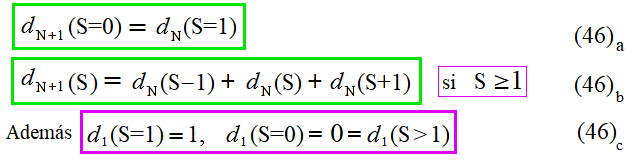 d_{N+1}(S=0) = d_N(S=1) (46)_a
d_{N+1}(S) = d_N(S−1) + d_N(S) + d_N(S+1) si S ≥ 1 (46)_b
Además d_1(S=1) = 1, d_1(S=0) = 0 = d_1(S>1) (46)_c